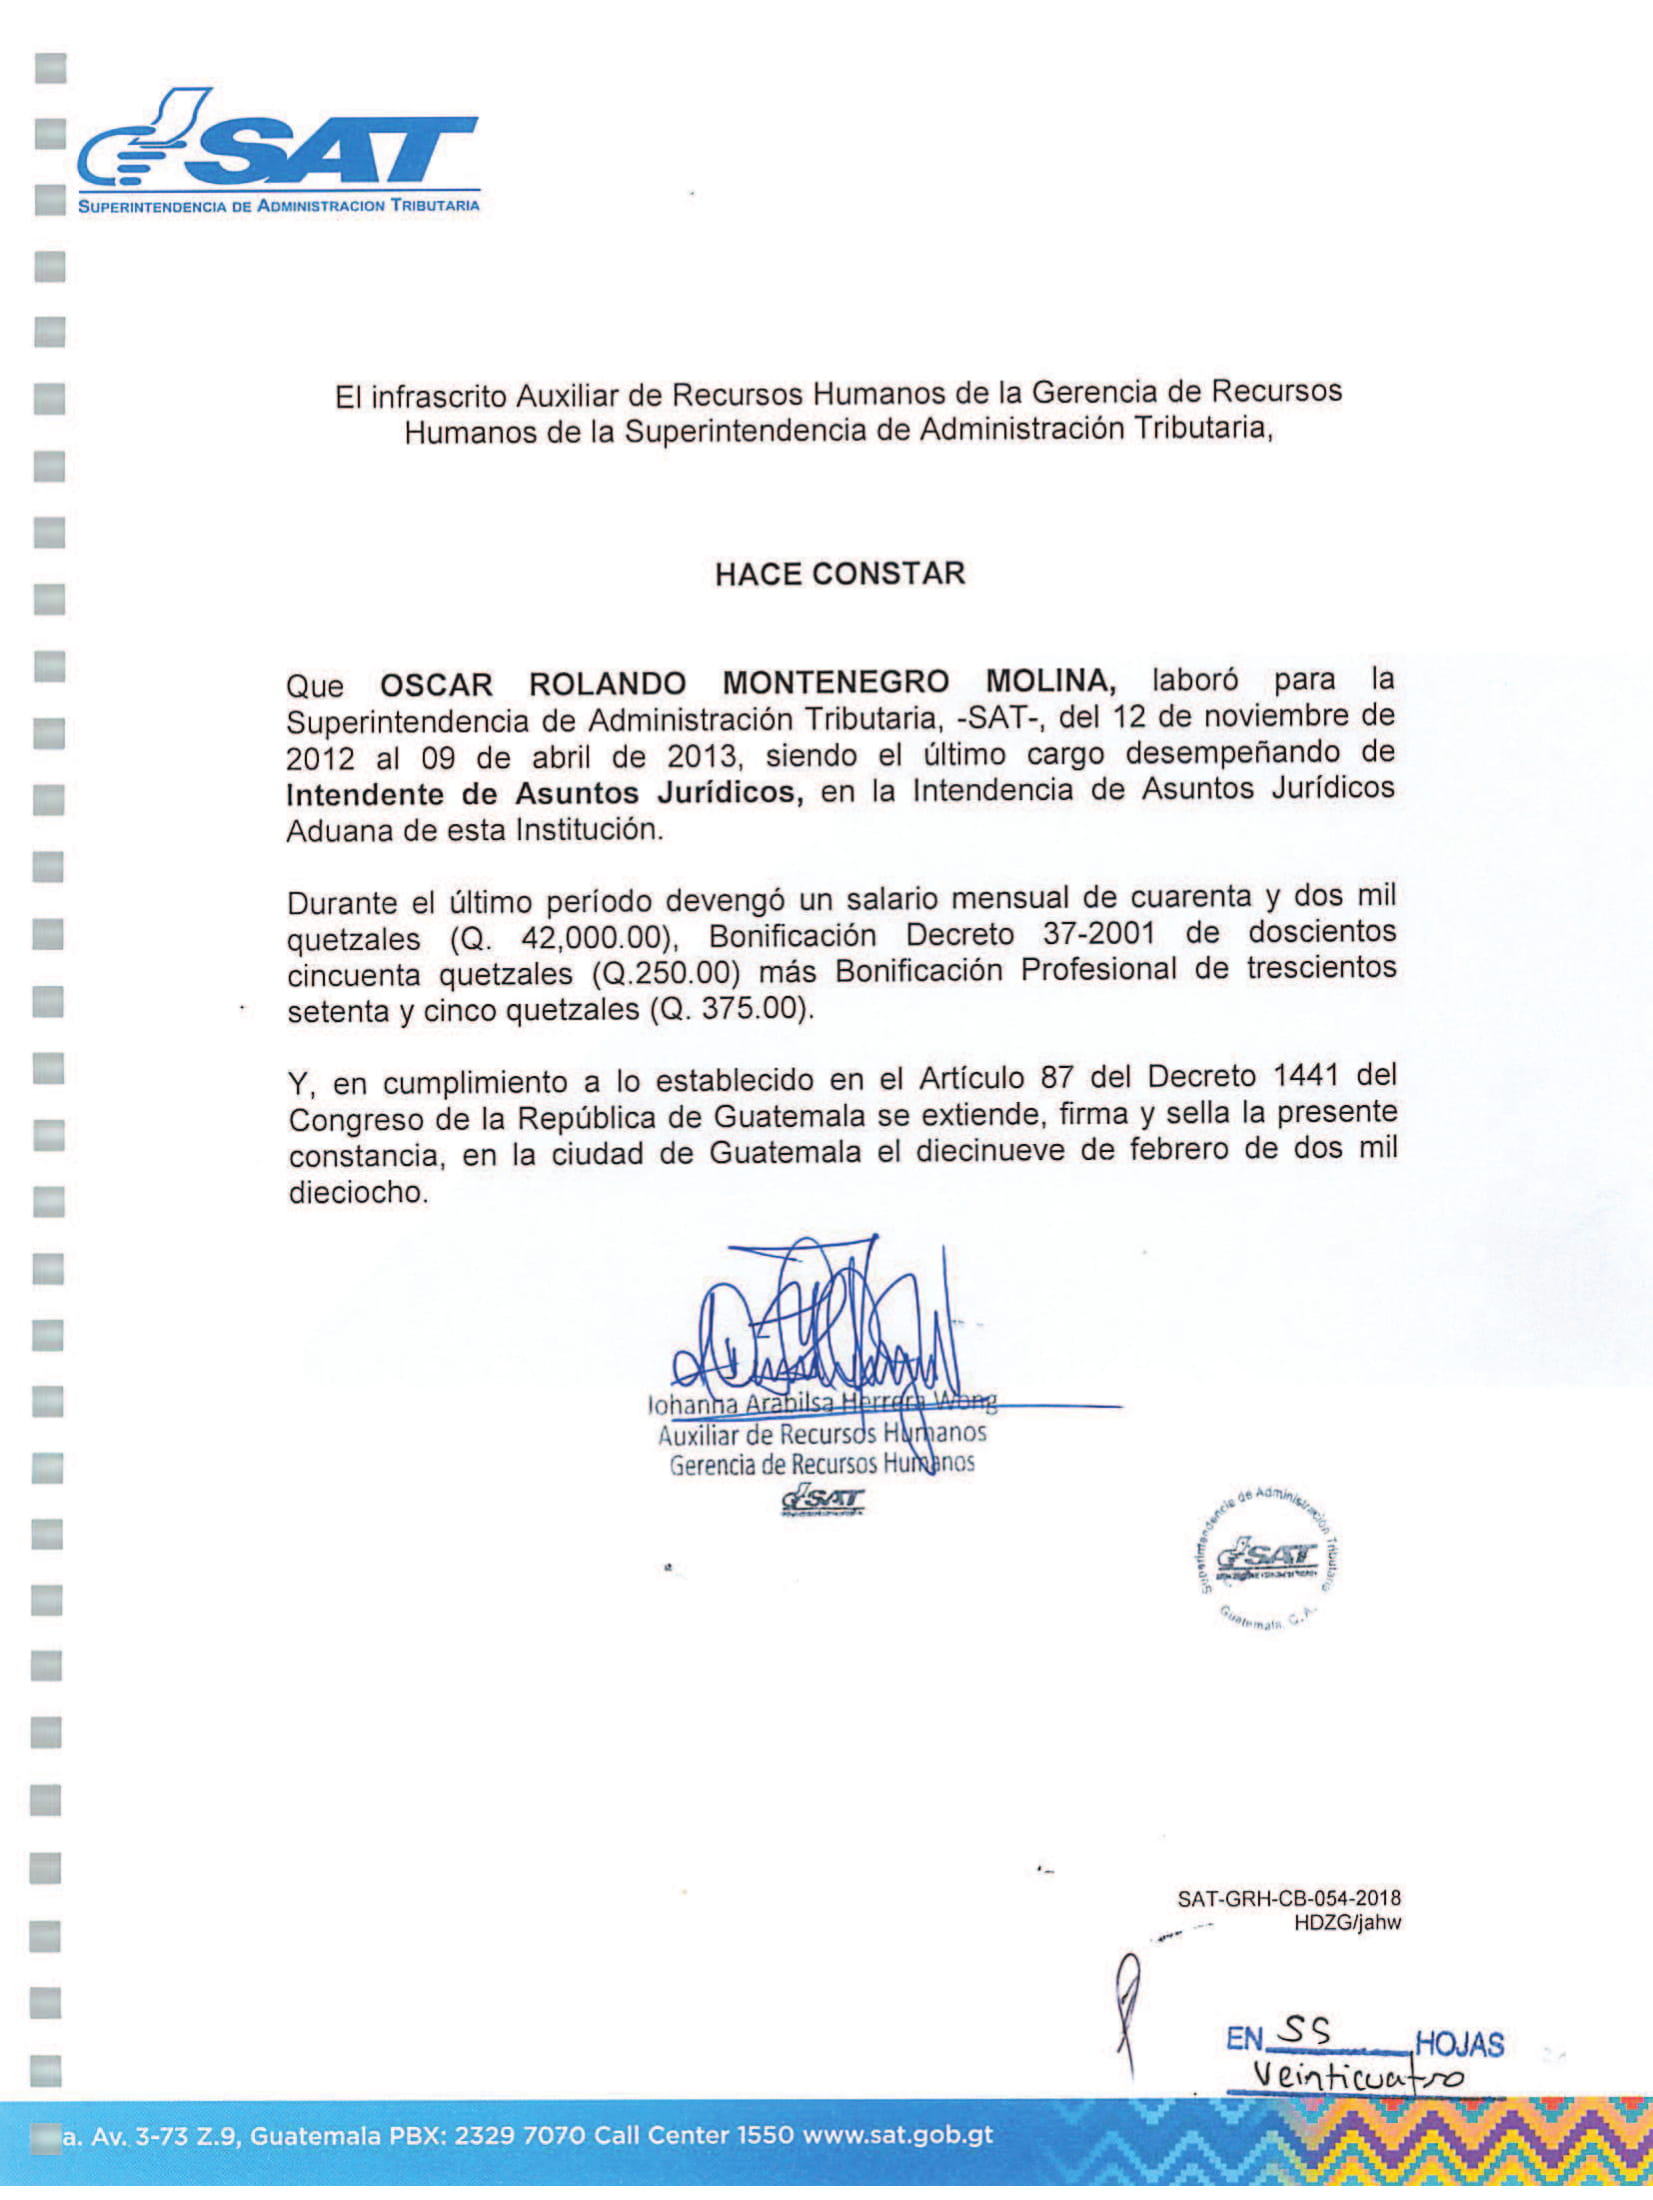 SAT
SUPERINTENDENCIA DE ADMINISTRACION TRIBUTARIA
El infrascrito Auxiliar de Recursos Humanos de la Gerencia de Recursos
Humanos de la Superintendencia de Administración Tributaria,
HACE CONSTAR
Que OSCAR ROLANDO MONTENEGRO MOLINA, laboró para la
Superintendencia de Administración Tributaria, -SAT-, del 12 de noviembre de
2012 al 09 de abril de 2013, siendo el último cargo desempeñando de
Intendente de Asuntos Jurídicos, en la Intendencia de Asuntos Jurídicos
Aduana de esta Institución.
Durante el último período devengó un salario mensual de cuarenta y dos mil
quetzales (Q. 42,000.00), Bonificación Decreto 37-2001 de doscientos
cincuenta quetzales (Q.250.00) más Bonificación Profesional de trescientos
setenta y cinco quetzales (Q. 375.00).
Y, en cumplimiento a lo establecido en el Artículo 87 del Decreto 1441 del
Congreso de la República de Guatemala se extiende, firma y sella la presente
constancia, en la ciudad de Guatemala el diecinueve de febrero de dos mil
dieciocho.
Iohanna Arabilsa Herrera Wong
Auxiliar de Recursos Humanos
Gerencia de Recursos Humanos
SAT
Superintendencia de Administración Tributaria
SAT
Guatemala, C. A.
SAT-GRH-CB-054-2018
HDZG/jahw
EN SS HOJAS
Veinticuatro
a. Av. 3-73 Z.9, Guatemala PBX: 2329 7070 Call Center 1550 www.sat.gob.gt